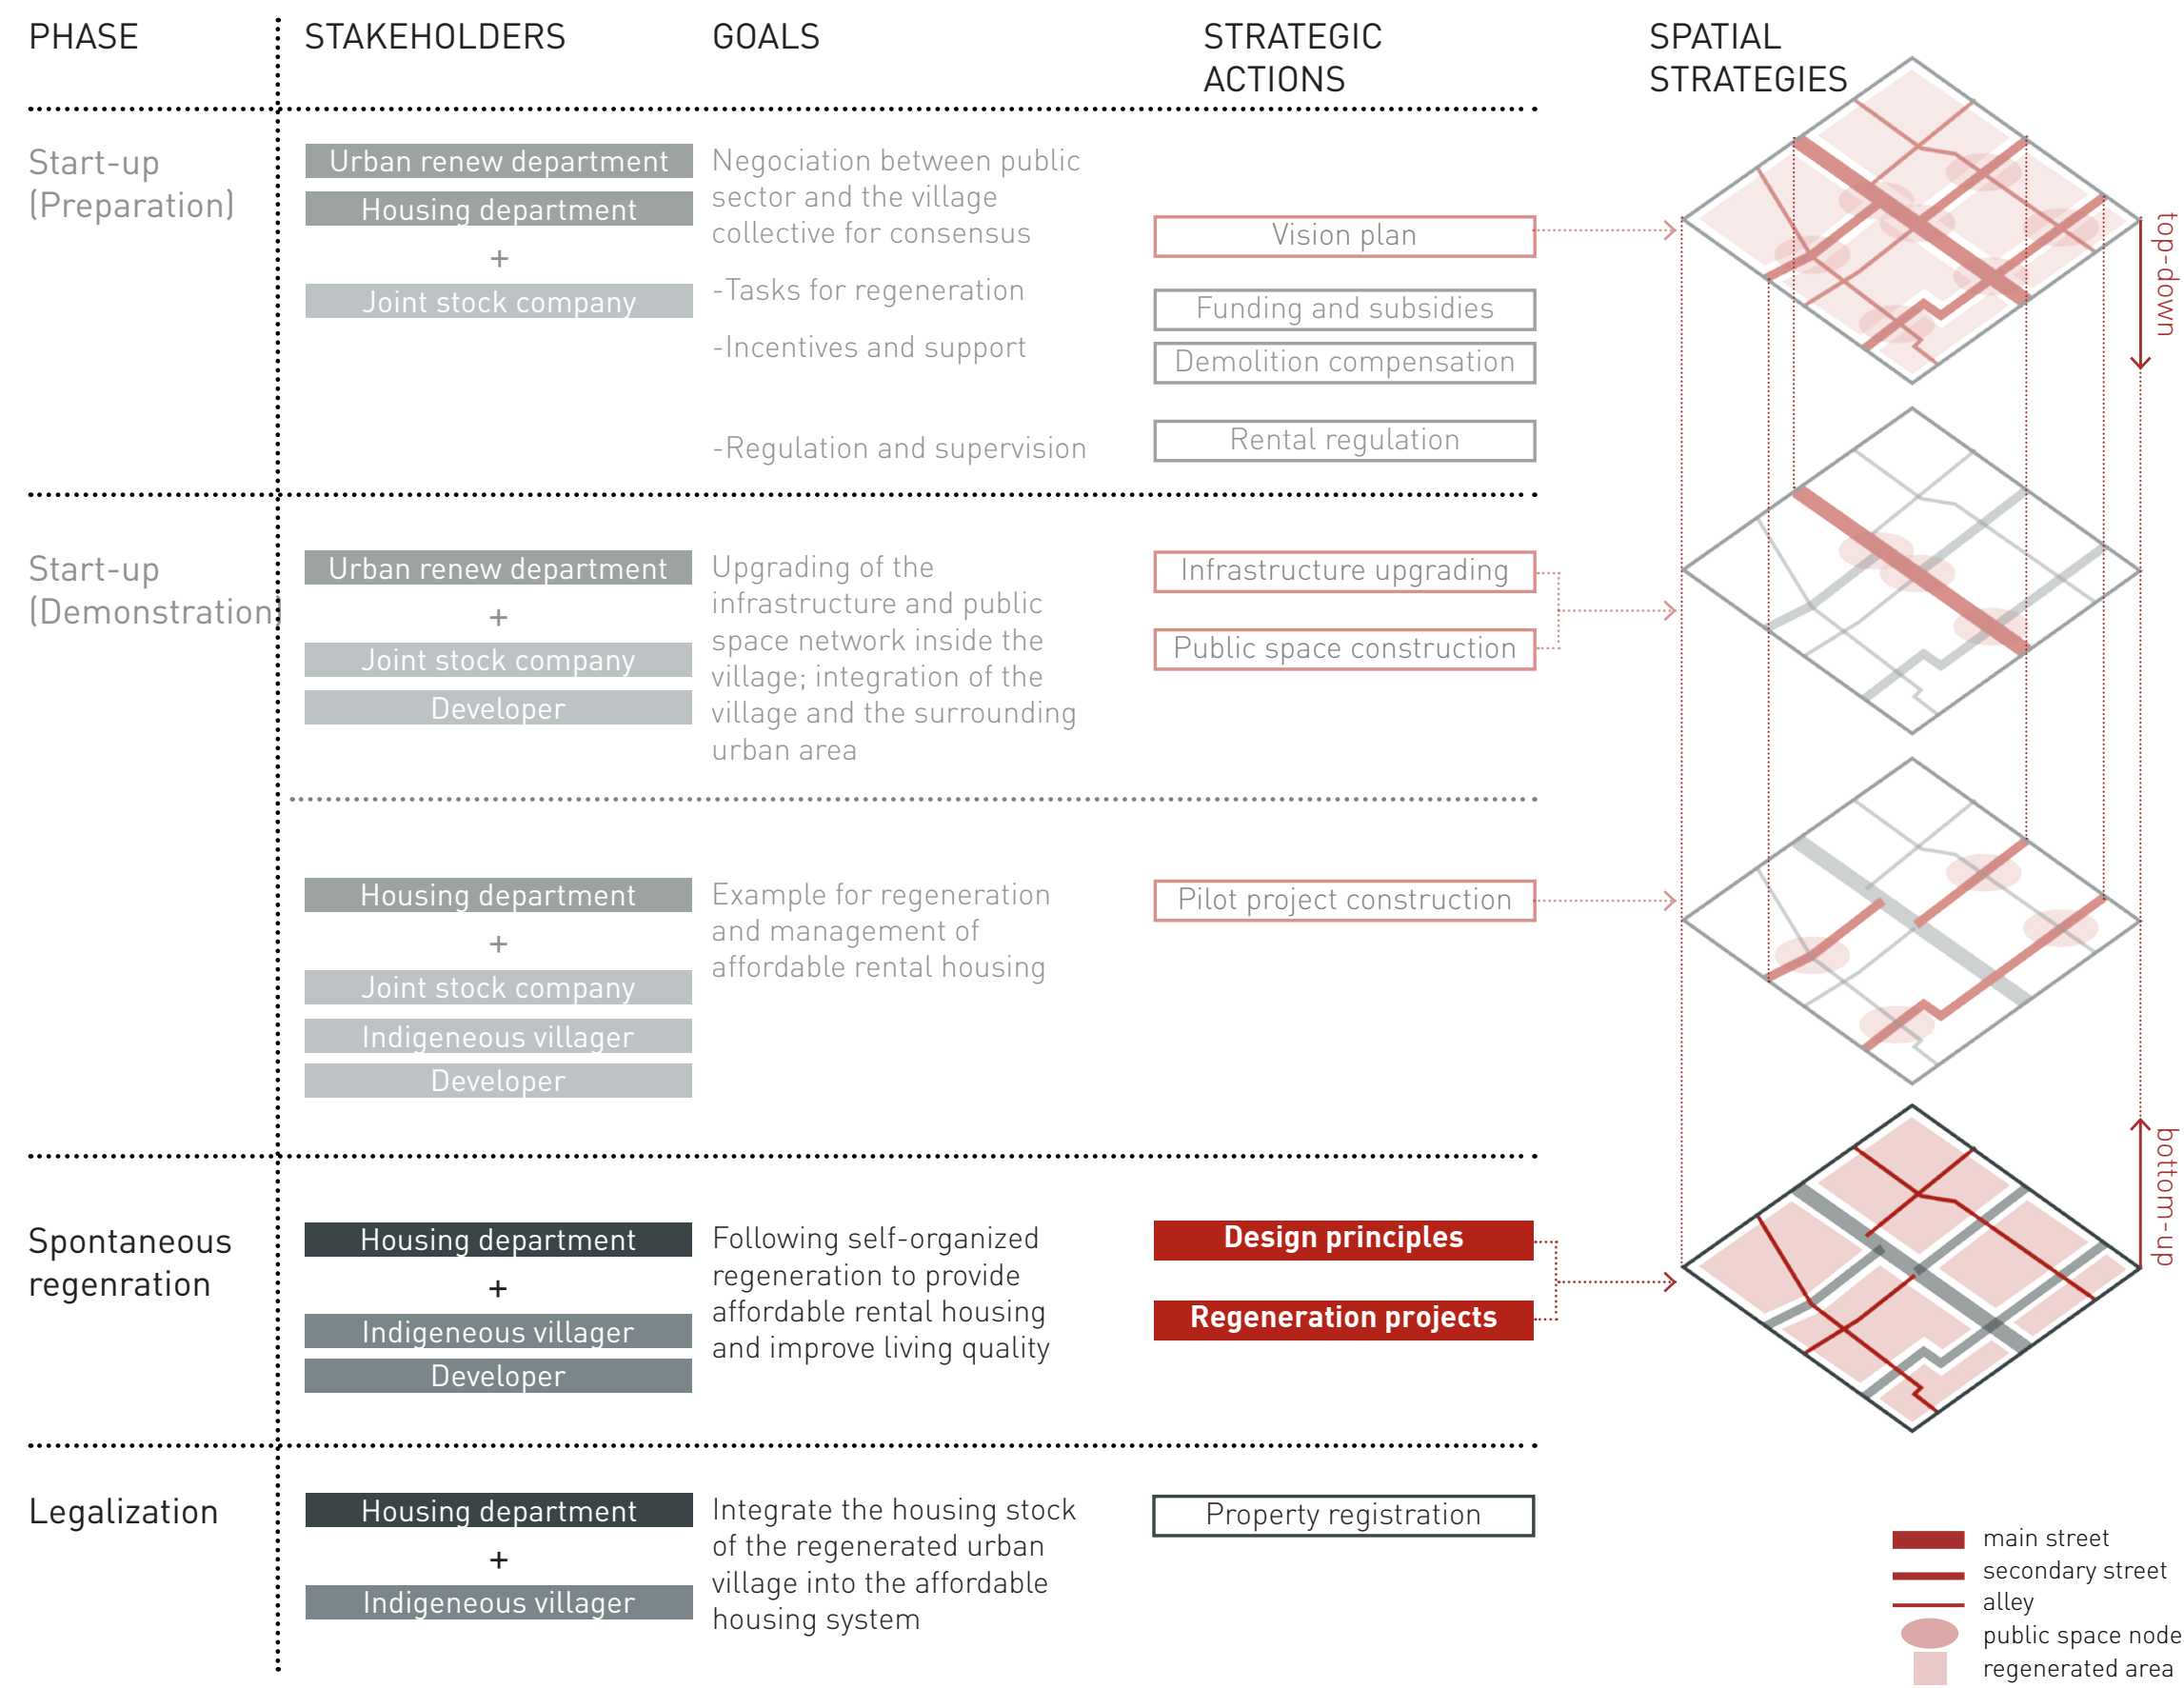 PHASE
STAKEHOLDERS
GOALS
STRATEGIC
ACTIONS
SPATIAL
STRATEGIES
Start-up
(Preparation)
Urban renew department
Housing department
+
Joint stock company
Negociation between public
sector and the village
collective for consensus
-Tasks for regeneration
-Incentives and support
-Regulation and supervision
Vision plan
Funding and subsidies
Demolition compensation
Rental regulation
top-down
Start-up
(Demonstration)
Urban renew department
+
Joint stock company
Developer
Upgrading of the
infrastructure and public
space network inside the
village; integration of the
village and the surrounding
urban area
Infrastructure upgrading
Public space construction
Housing department
+
Joint stock company
Indigeneous villager
Developer
Example for regeneration
and management of
affordable rental housing
Pilot project construction
bottom-up
Spontaneous
regenration
Housing department
+
Indigeneous villager
Developer
Following self-organized
regeneration to provide
affordable rental housing
and improve living quality
Design principles
Regeneration projects
Legalization
Housing department
+
Indigeneous villager
Integrate the housing stock
of the regenerated urban
village into the affordable
housing system
Property registration
main street
secondary street
alley
public space node
regenerated area